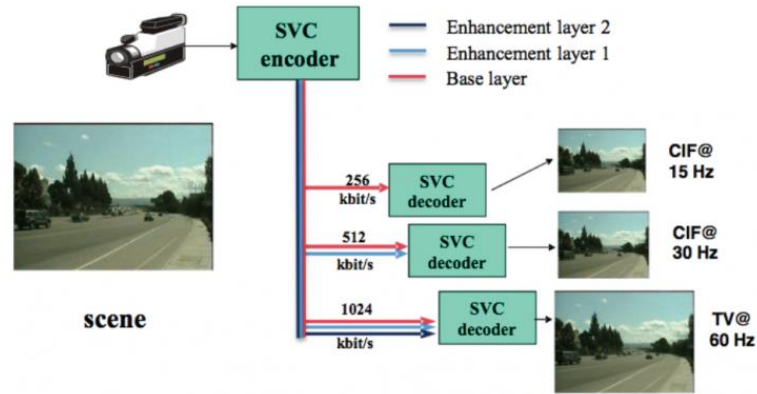 SVC
encoder
Enhancement layer 2
Enhancement layer 1
Base layer
256
kbit/s
SVC
decoder
CIF@
15 Hz
512
kbit/s
SVC
decoder
CIF@
30 Hz
scene
1024
kbit/s
SVC
decoder
TV@
60 Hz